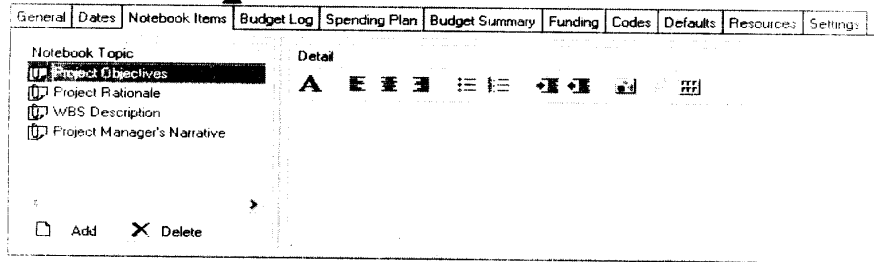 General Dates Notebook Items Budget Log Spending Plan Budget Summary Funding Codes Defaults Resources Settings
Notebook Topic
Project Objectives
Project Rationale
WBS Description
Project Manager's Narrative
Add Delete
Detail
A